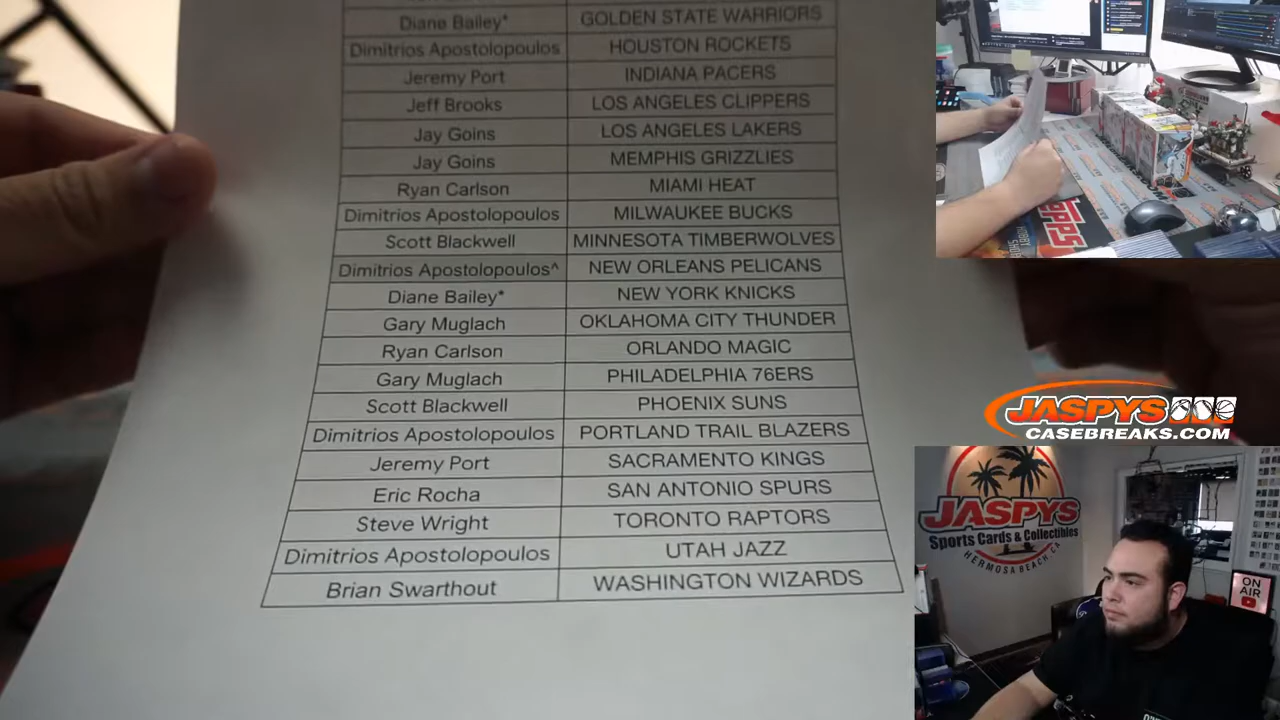 Diane Bailey* GOLDEN STATE WARRIORS
Dimitrios Apostolopoulos HOUSTON ROCKETS
Jeremy Port INDIANA PACERS
Jeff Brooks LOS ANGELES CLIPPERS
Jay Goins LOS ANGELES LAKERS
Jay Goins MEMPHIS GRIZZLIES
Ryan Carlson MIAMI HEAT
Dimitrios Apostolopoulos MILWAUKEE BUCKS
Scott Blackwell MINNESOTA TIMBERWOLVES
Dimitrios Apostolopoulos^ NEW ORLEANS PELICANS
Diane Bailey* NEW YORK KNICKS
Gary Muglach OKLAHOMA CITY THUNDER
Ryan Carlson ORLANDO MAGIC
Gary Muglach PHILADELPHIA 76ERS
Scott Blackwell PHOENIX SUNS
Dimitrios Apostolopoulos PORTLAND TRAIL BLAZERS
Jeremy Port SACRAMENTO KINGS
Eric Rocha SAN ANTONIO SPURS
Steve Wright TORONTO RAPTORS
Dimitrios Apostolopoulos UTAH JAZZ
Brian Swarthout WASHINGTON WIZARDS
JASPYS
CASEBREAKS.COM
JASPYS
Sports Cards & Collectibles
HERMOSA BEACH CA
ON
AIR